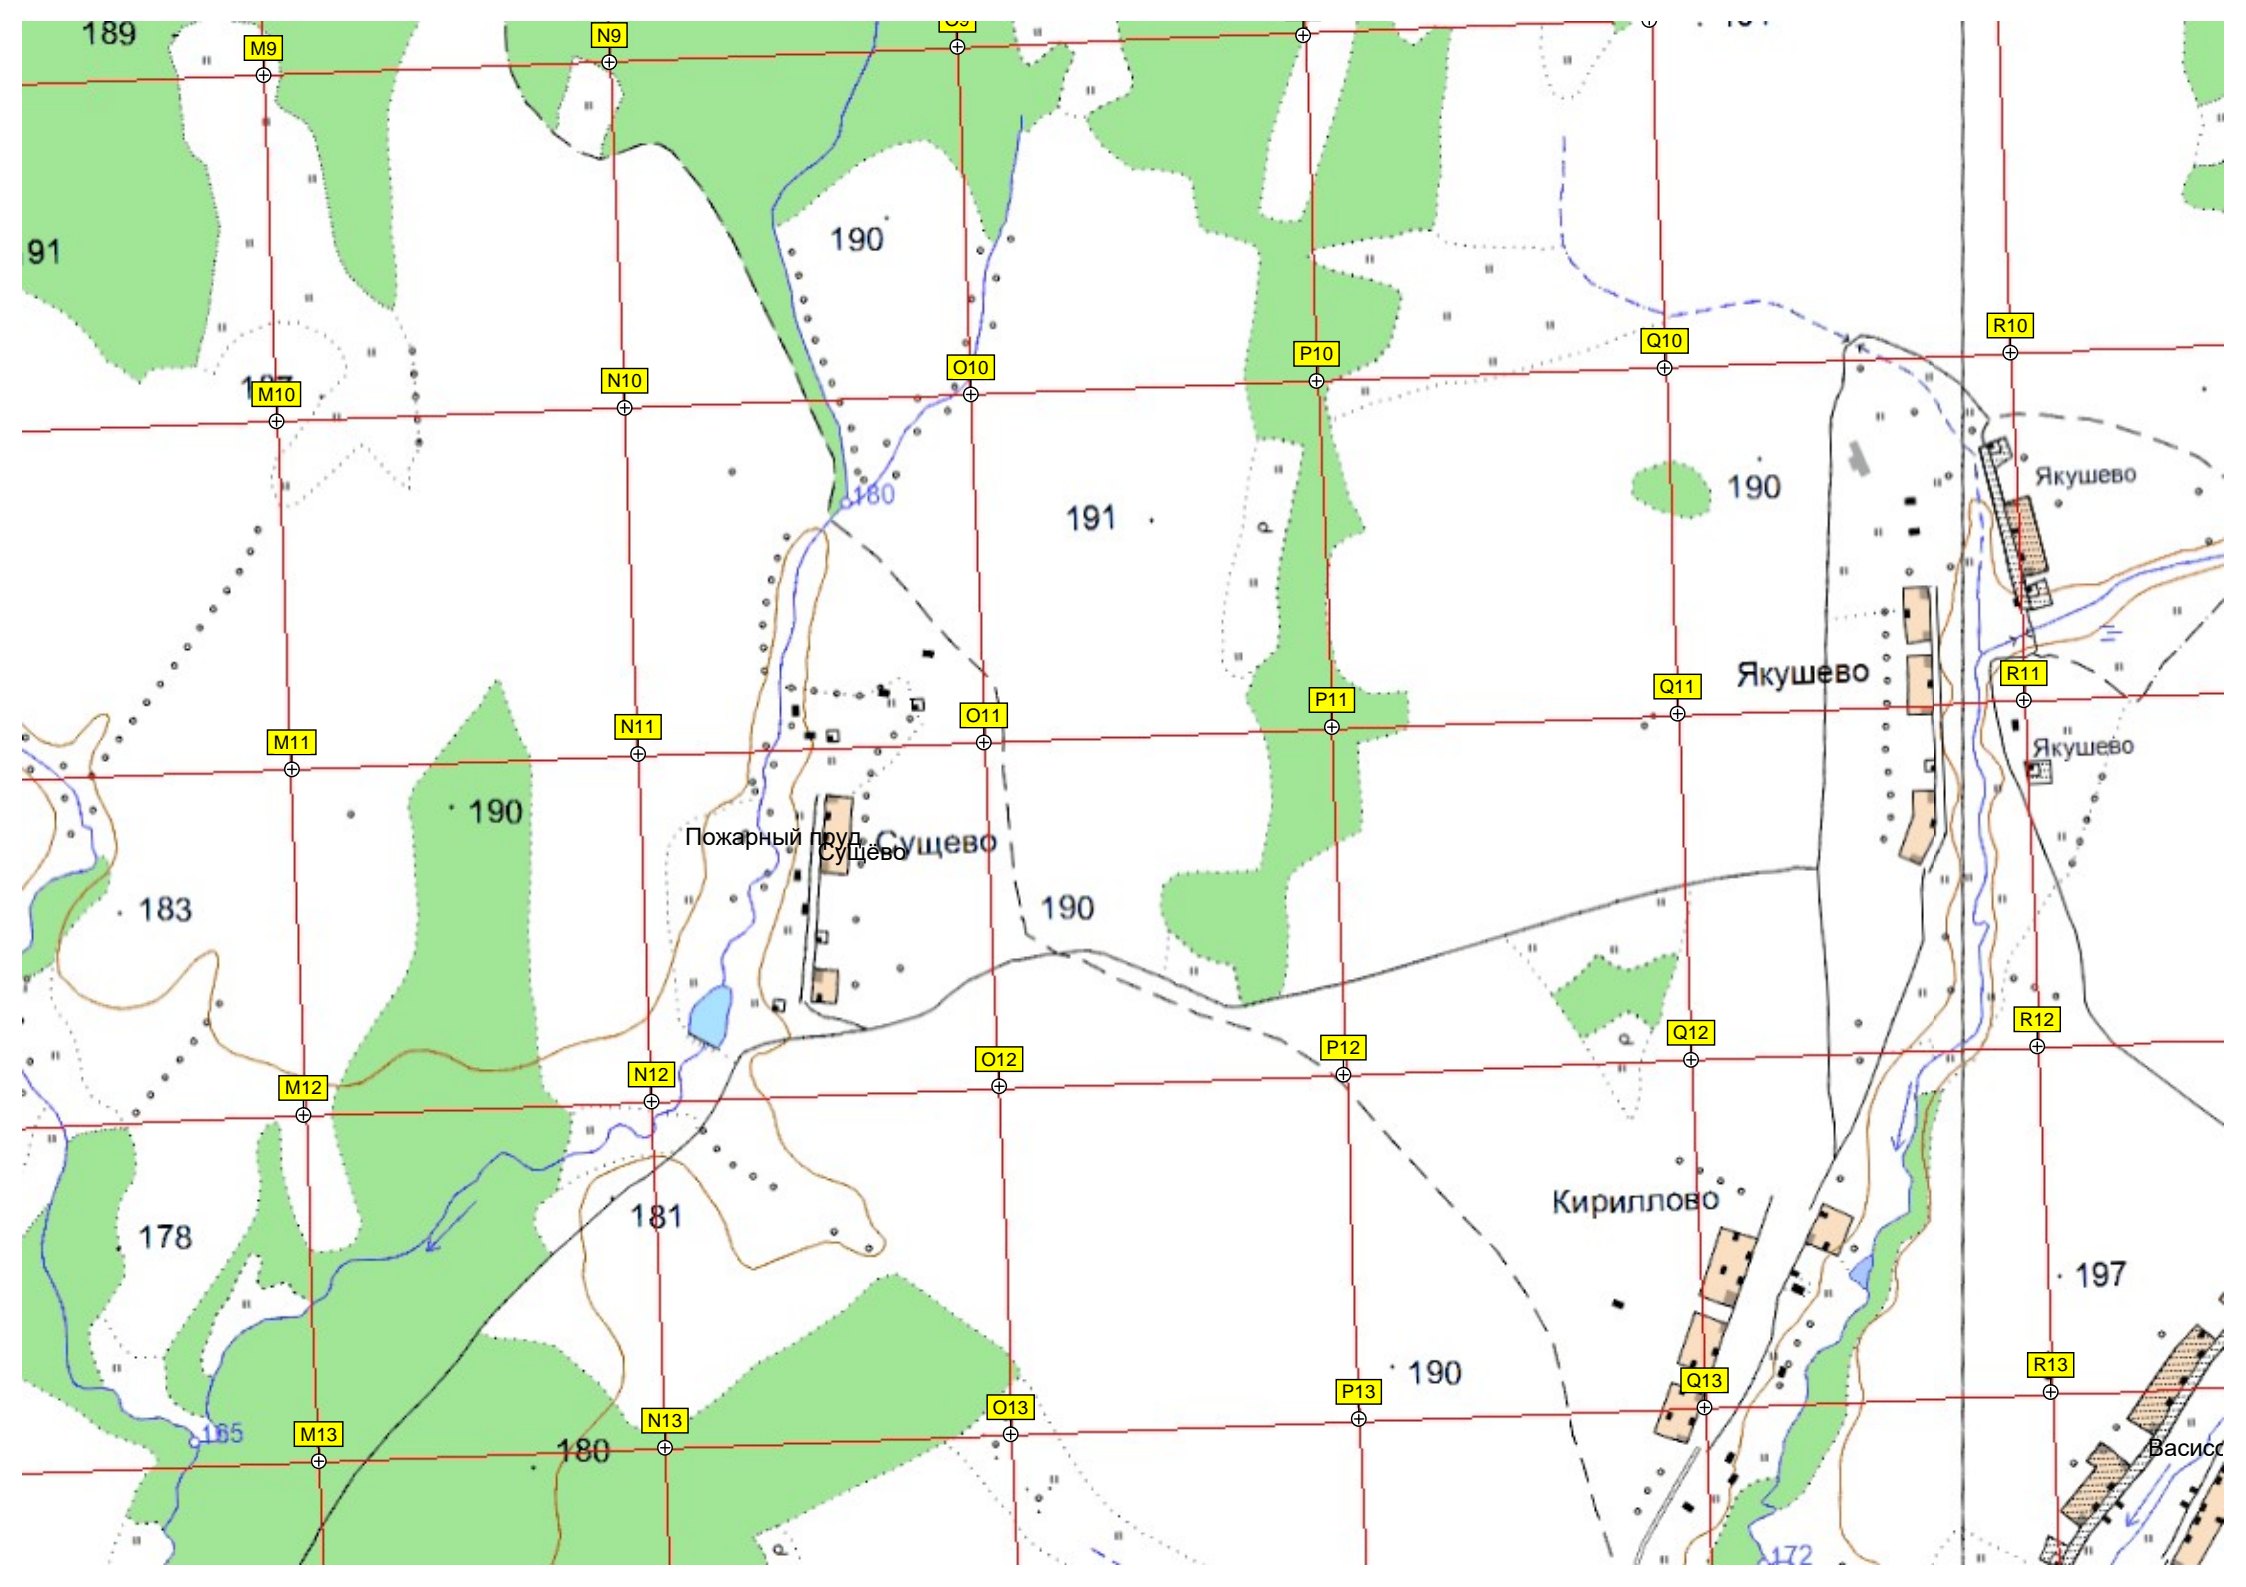 189
M9
N9
190
91
M10
N10
O10
P10
Q10
R10
180
191
190
Якушево
Якушево
M11
N11
O11
P11
Q11
R11
Якушево
190
Пожарный пруд
Сущёво
Сущево
183
190
M12
N12
O12
P12
Q12
R12
181
178
Кириллово
197
190
M13
N13
O13
P13
Q13
R13
165
180
Васисо
172